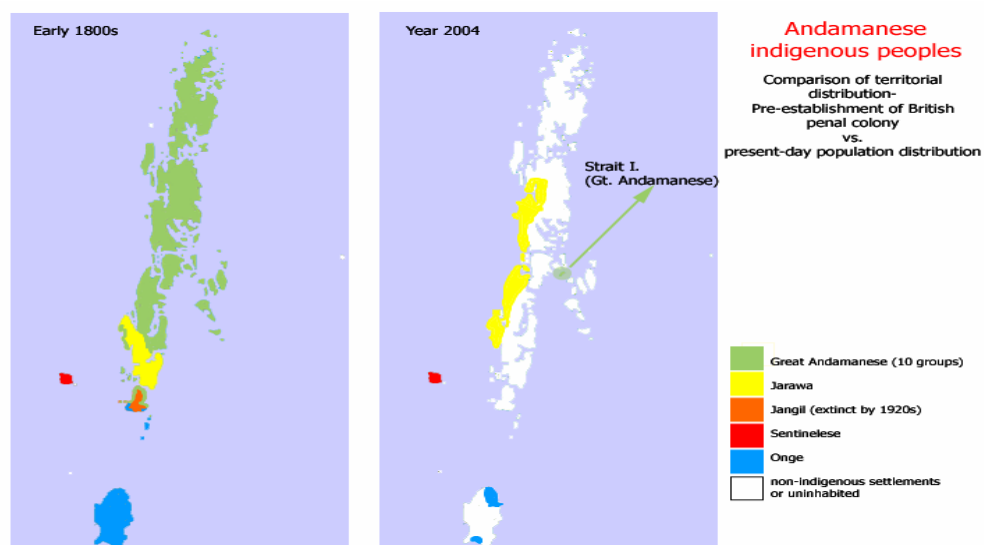 Early 1800s
Year 2004
Andamanese
indigenous peoples
Comparison of territorial
distribution-
Pre-establishment of British
penal colony
vs.
present-day population distribution
Strait I.
(Gt. Andamanese)
Great Andamanese (10 groups)
Jarawa
Jangil (extinct by 1920s)
Sentinelese
Onge
non-indigenous settlements
or uninhabited